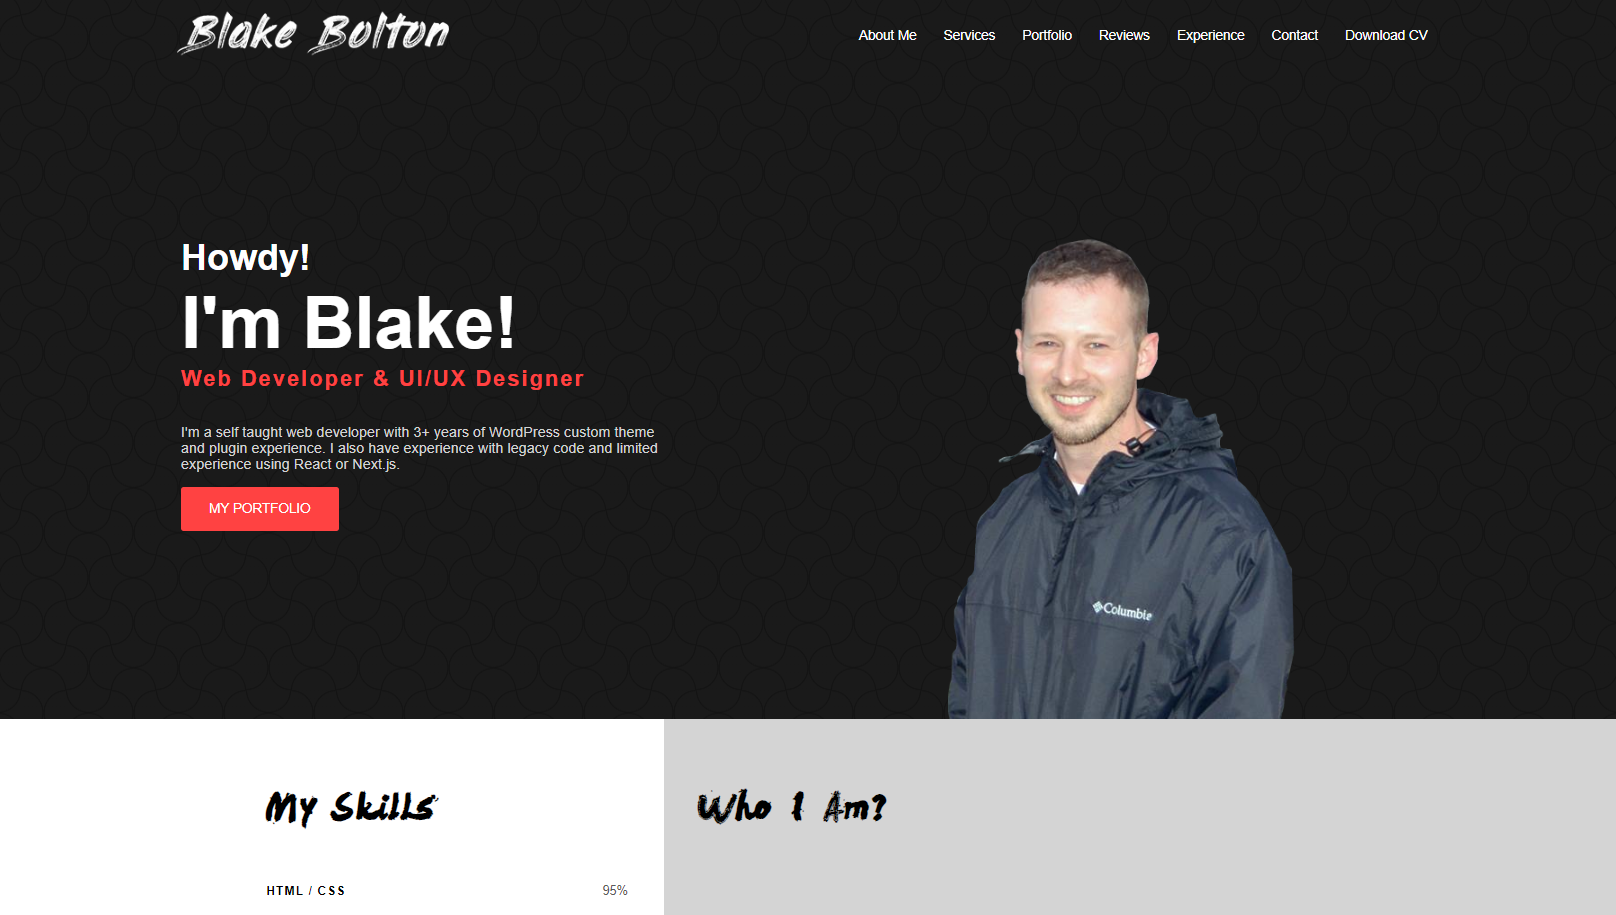 Blake Bolton
About Me Services Portfolio Reviews Experience Contact Download CV
Howdy!
I'm Blake!
Web Developer & UI/UX Designer
I'm a self taught web developer with 3+ years of WordPress custom theme
and plugin experience. I also have experience with legacy code and limited
experience using React or Next.js.
MY PORTFOLIO
Columbia
My Skills
Who I Am?
HTML / CSS 95%